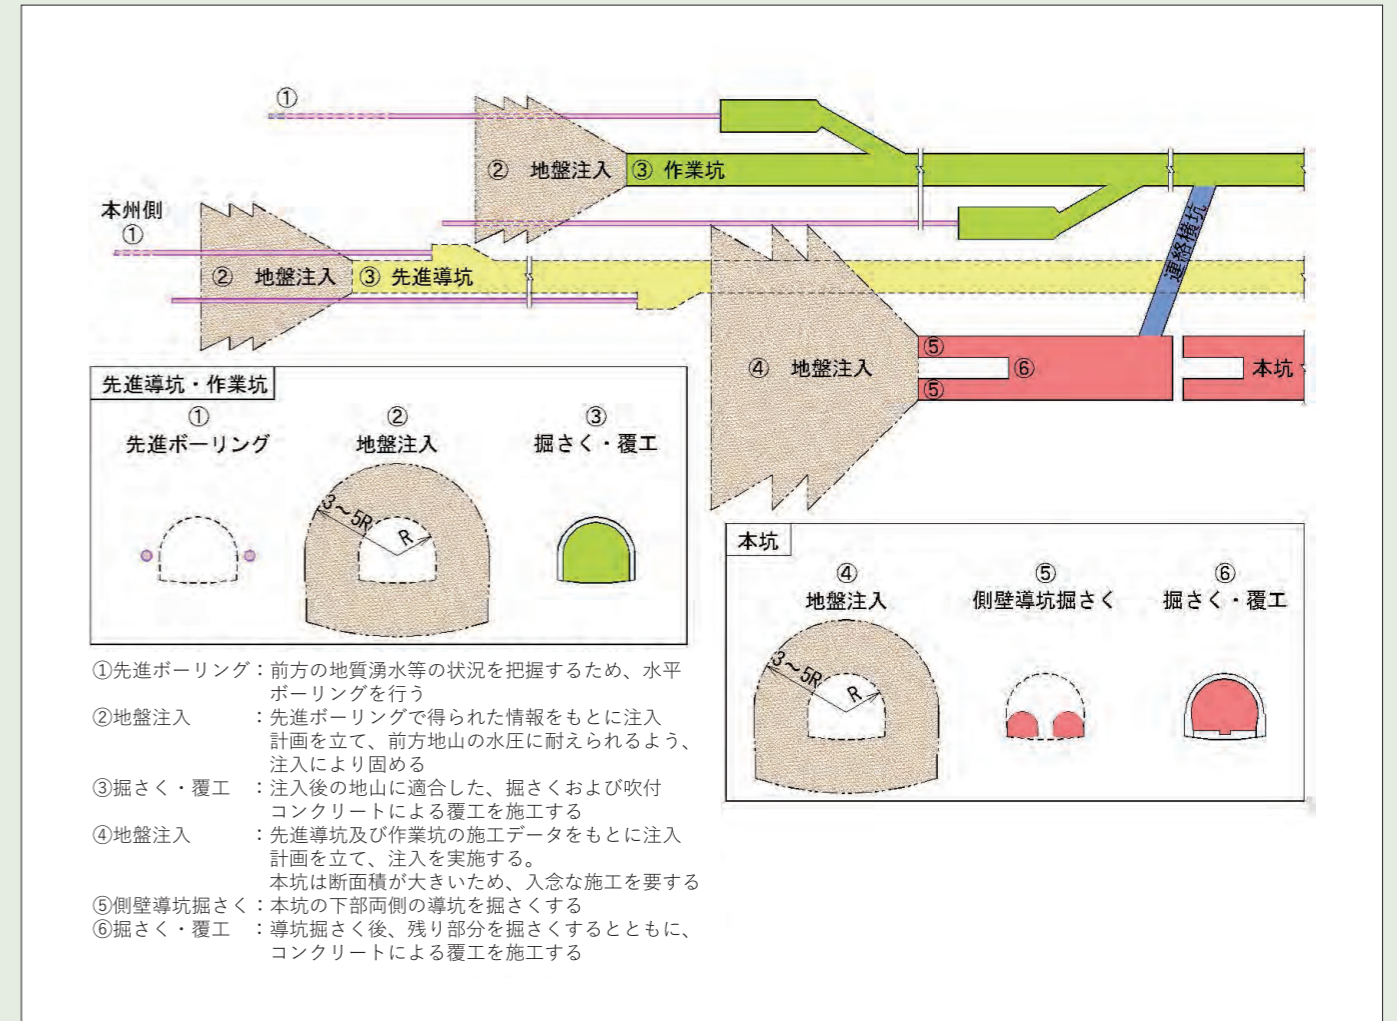 ①
② 地盤注入
③ 作業坑
本州側
①
② 地盤注入
③ 先進導坑
連絡横坑
④ 地盤注入
⑤
⑥
⑤
本坑
先進導坑・作業坑
① ② ③
先進ボーリング 地盤注入 掘さく・覆工
3〜5R R
本坑
④ ⑤ ⑥
地盤注入 側壁導坑掘さく 掘さく・覆工
3〜5R R
①先進ボーリング：前方の地質湧水等の状況を把握するため、水平
ボーリングを行う
②地盤注入 ：先進ボーリングで得られた情報をもとに注入
計画を立て、前方地山の水圧に耐えられるよう、
注入により固める
③掘さく・覆工 ：注入後の地山に適合した、掘さくおよび吹付
コンクリートによる覆工を施工する
④地盤注入 ：先進導坑及び作業坑の施工データをもとに注入
計画を立て、注入を実施する。
本坑は断面積が大きいため、入念な施工を要する
⑤側壁導坑掘さく：本坑の下部両側の導坑を掘さくする
⑥掘さく・覆工 ：導坑掘さく後、残り部分を掘さくするとともに、
コンクリートによる覆工を施工する